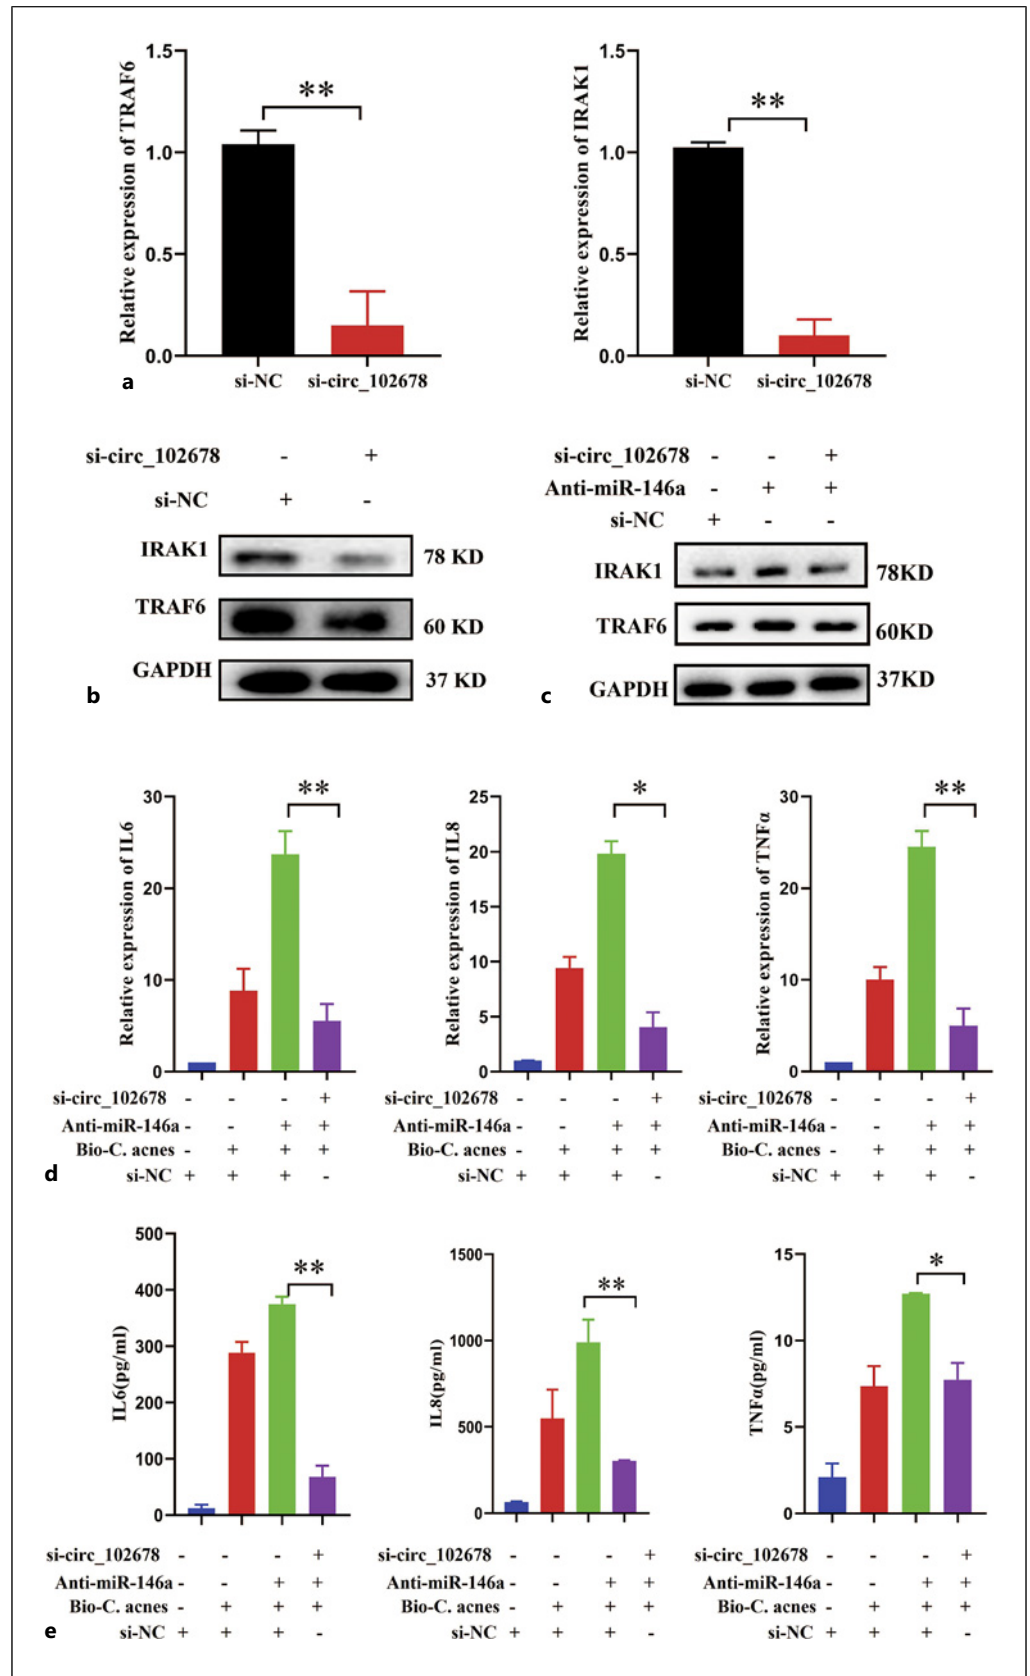 1.5
1.0
0.5
0.0
Relative expression of TRAF6
**
si-NC si-circ_102678
1.5
1.0
0.5
0.0
Relative expression of IRAK1
**
si-NC si-circ_102678
a
si-circ_102678 - +
si-NC + -
IRAK1 78 KD
TRAF6 60 KD
GAPDH 37 KD
b
si-circ_102678 - - +
Anti-miR-146a - + +
si-NC + - -
IRAK1 78KD
TRAF6 60KD
GAPDH 37KD
c
30
20
10
0
Relative expression of IL6
**
si-circ_102678 - - - +
Anti-miR-146a - - + +
Bio-C. acnes - + + +
si-NC + + + -
25
20
15
10
5
0
Relative expression of IL8
*
si-circ_102678 - - - +
Anti-miR-146a - - + +
Bio-C. acnes - + + +
si-NC + + + -
30
20
10
0
Relative expression of TNFα
**
si-circ_102678 - - - +
Anti-miR-146a - - + +
Bio-C. acnes - + + +
si-NC + + + -
d
500
400
300
200
100
0
IL6(pg/ml)
**
si-circ_102678 - - - +
Anti-miR-146a - - + +
Bio-C. acnes - + + +
si-NC + + + -
1500
1000
500
0
IL8(pg/ml)
**
si-circ_102678 - - - +
Anti-miR-146a - - + +
Bio-C. acnes - + + +
si-NC + + + -
15
10
5
0
TNFα(pg/ml)
*
si-circ_102678 - - - +
Anti-miR-146a - - + +
Bio-C. acnes - + + +
si-NC + + + -
e